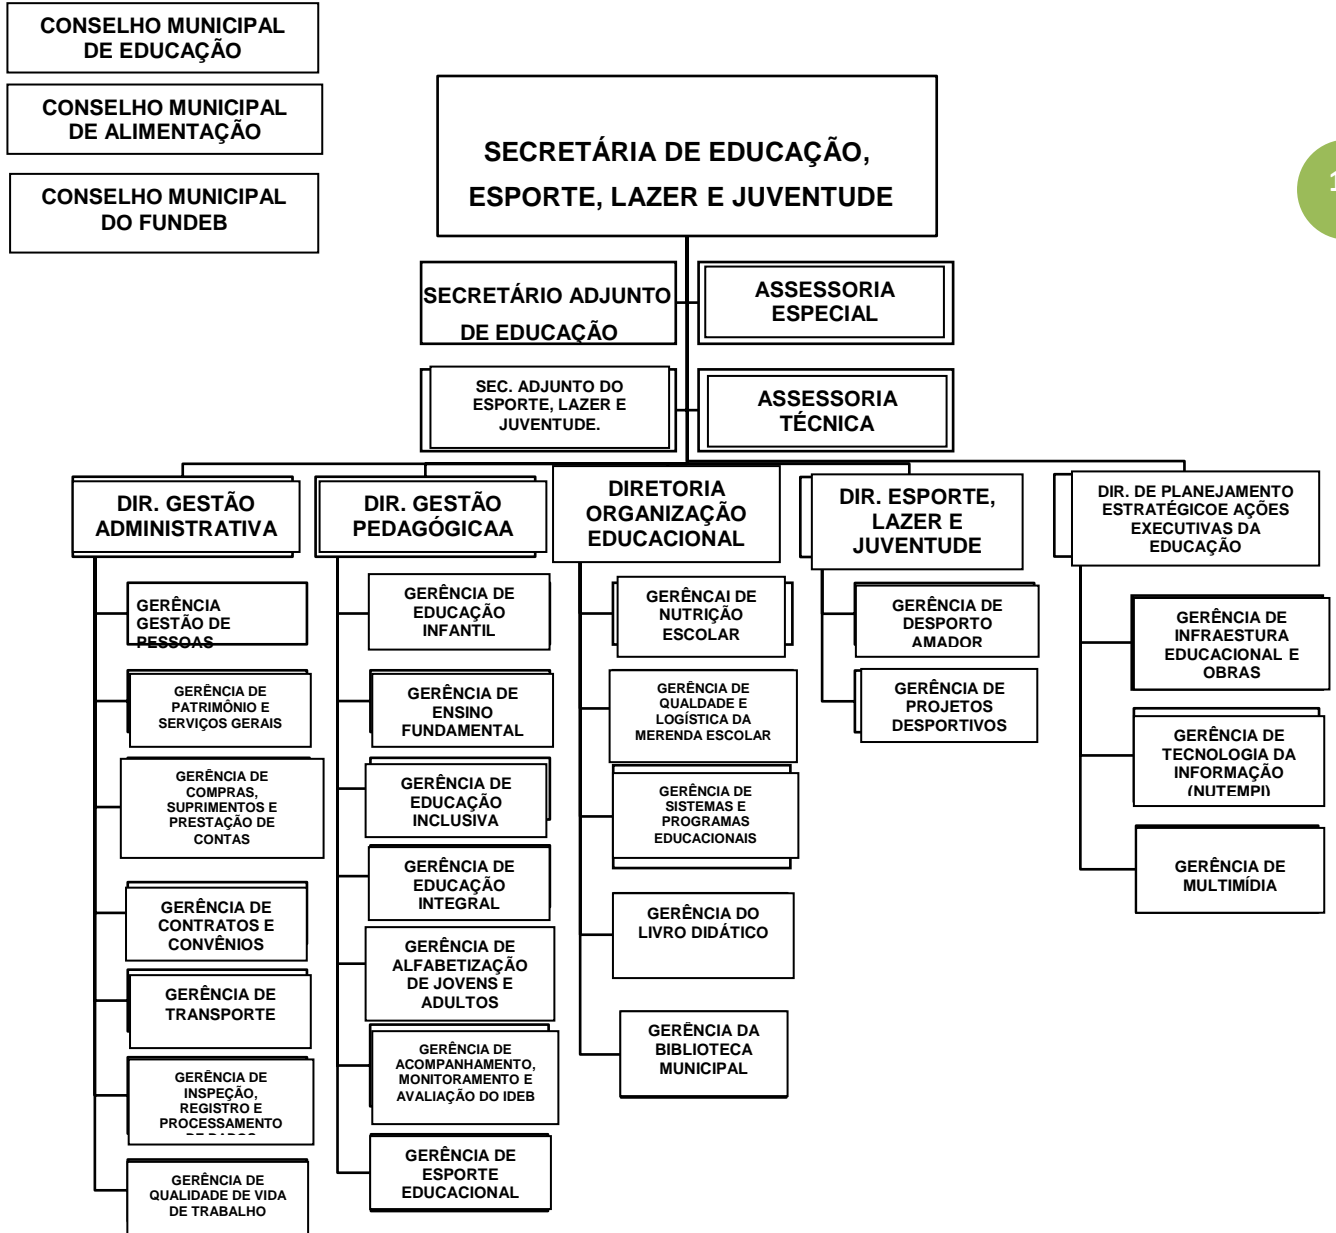 CONSELHO MUNICIPAL
DE EDUCAÇÃO
CONSELHO MUNICIPAL
DE ALIMENTAÇÃO
CONSELHO MUNICIPAL
DO FUNDEB
1
SECRETÁRIA DE EDUCAÇÃO,
ESPORTE, LAZER E JUVENTUDE
SECRETÁRIO ADJUNTO
DE EDUCAÇÃO
ASSESSORIA
ESPECIAL
SEC. ADJUNTO DO
ESPORTE, LAZER E
JUVENTUDE.
ASSESSORIA
TÉCNICA
DIR. GESTÃO
ADMINISTRATIVA
DIR. GESTÃO
PEDAGÓGICAA
DIRETORIA
ORGANIZAÇÃO
EDUCACIONAL
DIR. ESPORTE,
LAZER E
JUVENTUDE
DIR. DE PLANEJAMENTO
ESTRATÉGICOE AÇÕES
EXECUTIVAS DA
EDUCAÇÃO
GERÊNCIA
GESTÃO DE
PESSOAS
GERÊNCIA DE
PATRIMÔNIO E
SERVIÇOS GERAIS
GERÊNCIA DE
COMPRAS,
SUPRIMENTOS E
PRESTAÇÃO DE
CONTAS
GERÊNCIA DE
CONTRATOS E
CONVÊNIOS
GERÊNCIA DE
TRANSPORTE
GERÊNCIA DE
INSPEÇÃO,
REGISTRO E
PROCESSAMENTO
DE DADOS
GERÊNCIA DE
QUALIDADE DE VIDA
DE TRABALHO
GERÊNCIA DE
EDUCAÇÃO
INFANTIL
GERÊNCIA DE
ENSINO
FUNDAMENTAL
GERÊNCIA DE
EDUCAÇÃO
INCLUSIVA
GERÊNCIA DE
EDUCAÇÃO
INTEGRAL
GERÊNCIA DE
ALFABETIZAÇÃO
DE JOVENS E
ADULTOS
GERÊNCIA DE
ACOMPANHAMENTO,
MONITORAMENTO E
AVALIAÇÃO DO IDEB
GERÊNCIA DE
ESPORTE
EDUCACIONAL
GERÊNCAI DE
NUTRIÇÃO
ESCOLAR
GERÊNCIA DE
QUALDADE E
LOGÍSTICA DA
MERENDA ESCOLAR
GERÊNCIA DE
SISTEMAS E
PROGRAMAS
EDUCACIONAIS
GERÊNCIA DO
LIVRO DIDÁTICO
GERÊNCIA DA
BIBLIOTECA
MUNICIPAL
GERÊNCIA DE
DESPORTO
AMADOR
GERÊNCIA DE
PROJETOS
DESPORTIVOS
GERÊNCIA DE
INFRAESTURA
EDUCACIONAL E
OBRAS
GERÊNCIA DE
TECNOLOGIA DA
INFORMAÇÃO
(NUTEMPI)
GERÊNCIA DE
MULTIMÍDIA